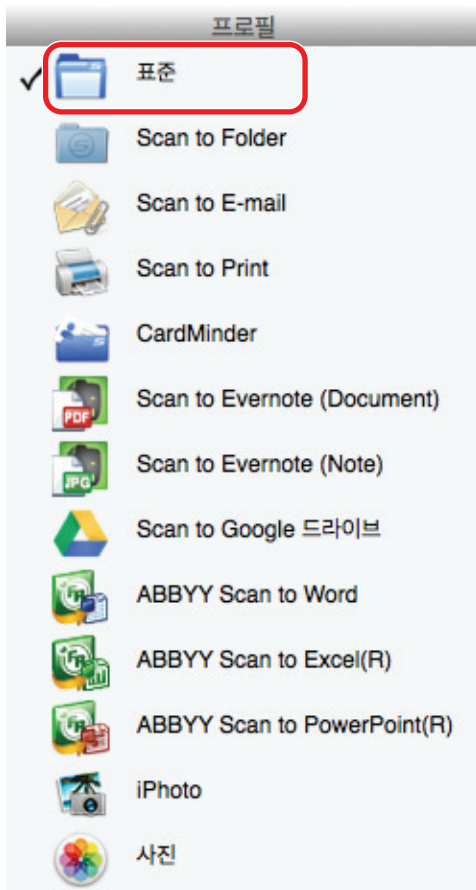 프로필
표준
Scan to Folder
Scan to E-mail
Scan to Print
CardMinder
PDF
Scan to Evernote (Document)
JPG
Scan to Evernote (Note)
Scan to Google 드라이브
ABBYY Scan to Word
ABBYY Scan to Excel(R)
ABBYY Scan to PowerPoint(R)
iPhoto
사진